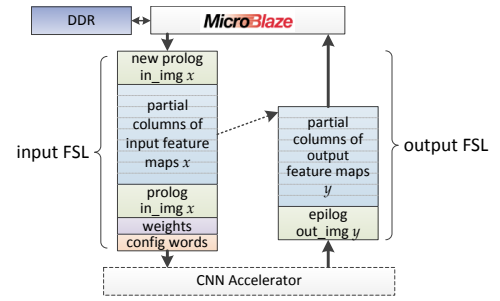 DDR
MicroBlaze
new prolog
in_img x
partial
columns of
input feature
maps x
prolog
in_img x
weights
config words
input FSL
partial
columns of
output
feature maps
y
epilog
out_img y
output FSL
CNN Accelerator